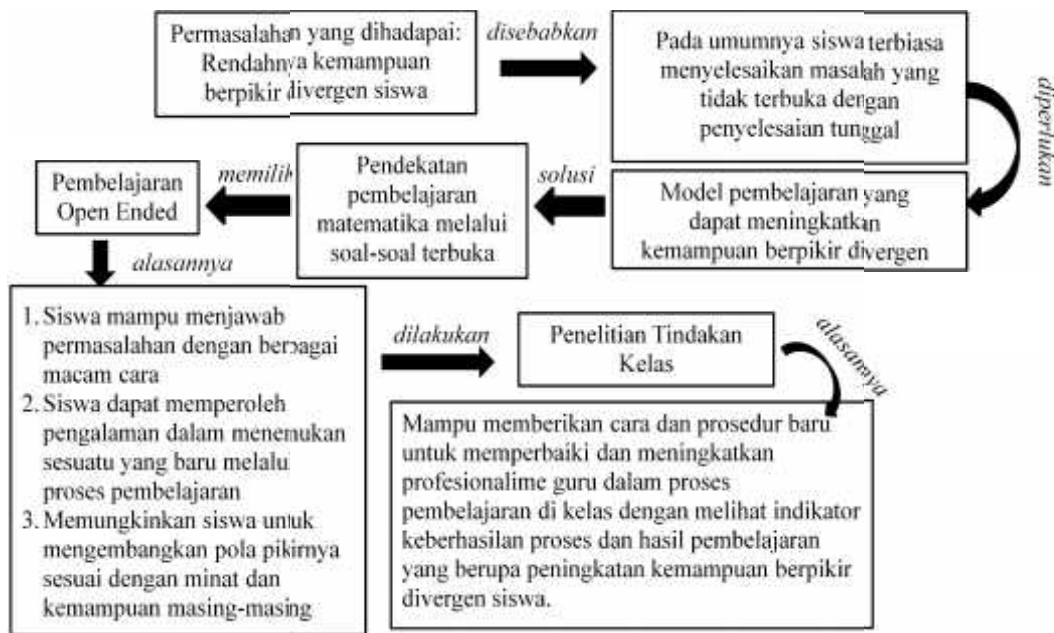 Permasalahan yang dihadapai:
Rendahnya kemampuan
berpikir divergen siswa
disebabkan
Pada umumnya siswa terbiasa
menyelesaikan masalah yang
tidak terbuka dengan
penyelesaian tunggal
diperlukan
Model pembelajaran yang
dapat meningkatkan
kemampuan berpikir divergen
solusi
Pendekatan
pembelajaran
matematika melalui
soal-soal terbuka
memilih
Pembelajaran
Open Ended
alasannya
1. Siswa mampu menjawab
permasalahan dengan berbagai
macam cara
2. Siswa dapat memperoleh
pengalaman dalam menemukan
sesuatu yang baru melalu
proses pembelajaran
3. Memungkinkan siswa untuk
mengembangkan pola pikirnya
sesuai dengan minat dan
kemampuan masing-masing
dilakukan
Penelitian Tindakan
Kelas
alasannya
Mampu memberikan cara dan prosedur baru
untuk memperbaiki dan meningkatkan
profesionalime guru dalam proses
pembelajaran di kelas dengan melihat indikator
keberhasilan proses dan hasil pembelajaran
yang berupa peningkatan kemampuan berpikir
divergen siswa.